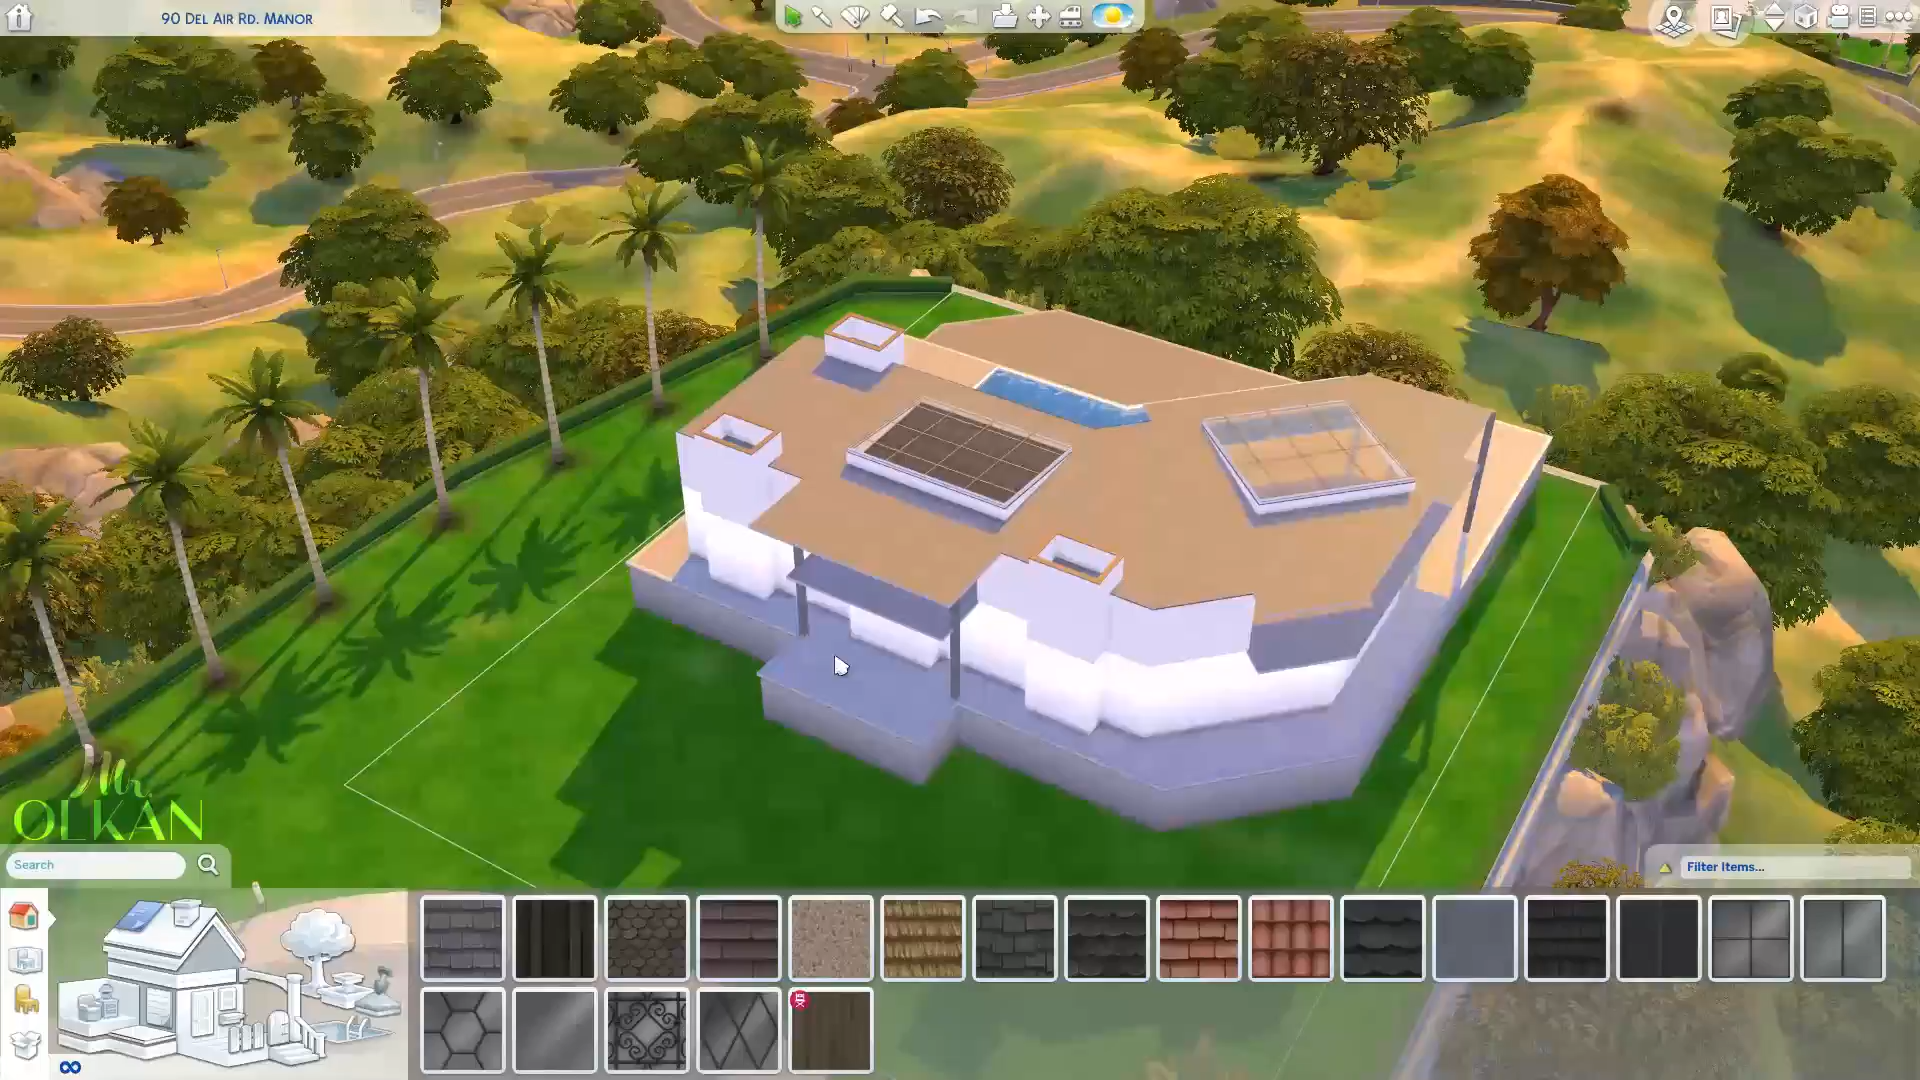 90 Del Air Rd. Manor
Mr.
OLKAN
Search
Filter Items...
∞